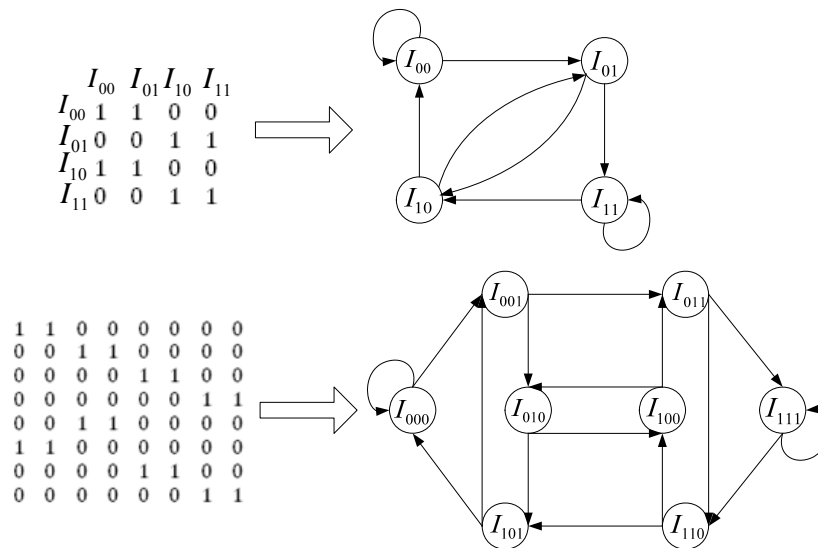 I00 I01 I10 I11
I00 1 1 0 0
I01 0 0 1 1
I10 1 1 0 0
I11 0 0 1 1
I00
I01
I10
I11
1 1 0 0 0 0 0 0
0 0 1 1 0 0 0 0
0 0 0 0 1 1 0 0
0 0 0 0 0 0 1 1
0 0 1 1 0 0 0 0
1 1 0 0 0 0 0 0
0 0 0 0 1 1 0 0
0 0 0 0 0 0 1 1
I001
I011
I000
I010
I100
I111
I101
I110